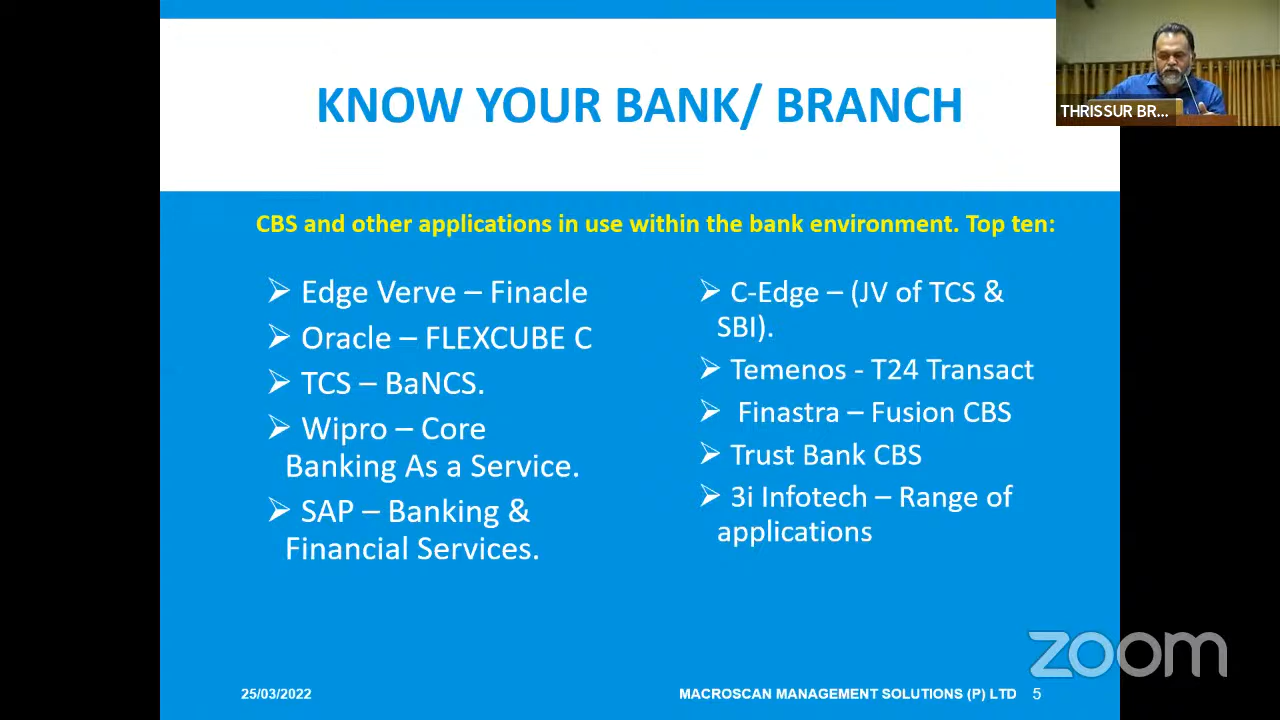 KNOW YOUR BANK/ BRANCH
THRISSUR BR...
CBS and other applications in use within the bank environment. Top ten:
➢ Edge Verve – Finacle
➢ Oracle – FLEXCUBE C
➢ TCS – BaNCS.
➢ Wipro – Core
Banking As a Service.
➢ SAP – Banking &
Financial Services.
➢ C-Edge – (JV of TCS &
SBI).
➢ Temenos - T24 Transact
➢ Finastra – Fusion CBS
➢ Trust Bank CBS
➢ 3i Infotech – Range of
applications
25/03/2022
MACROSCAN MANAGEMENT SOLUTIONS (P) LTD 5
zoom